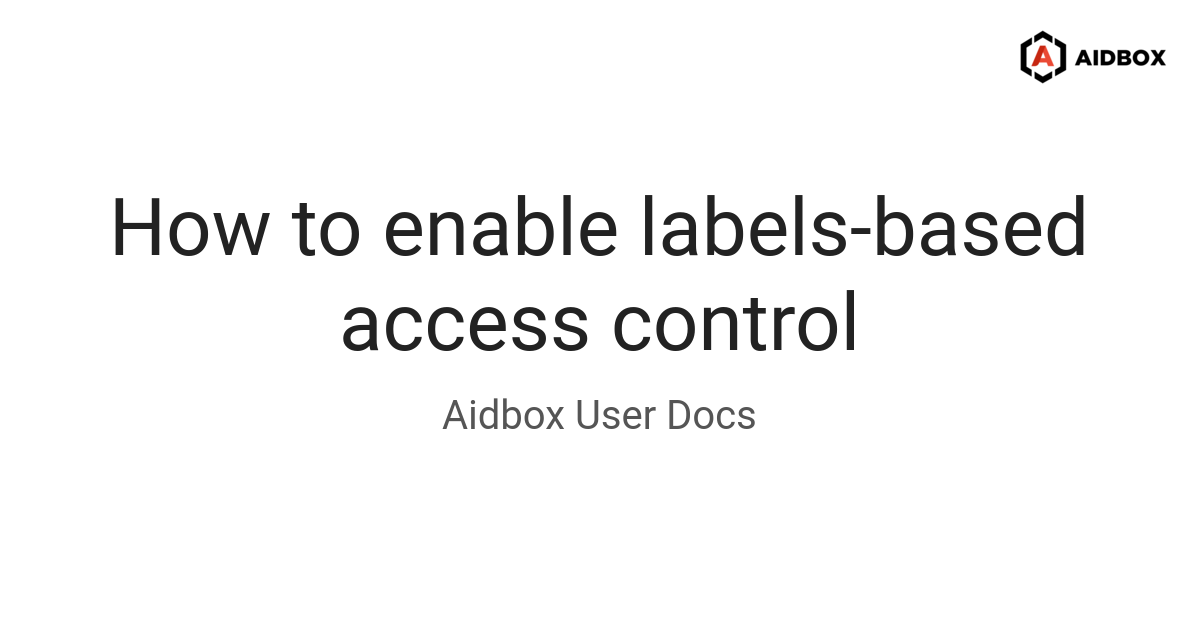 AIDBOX
How to enable labels-based
access control
Aidbox User Docs